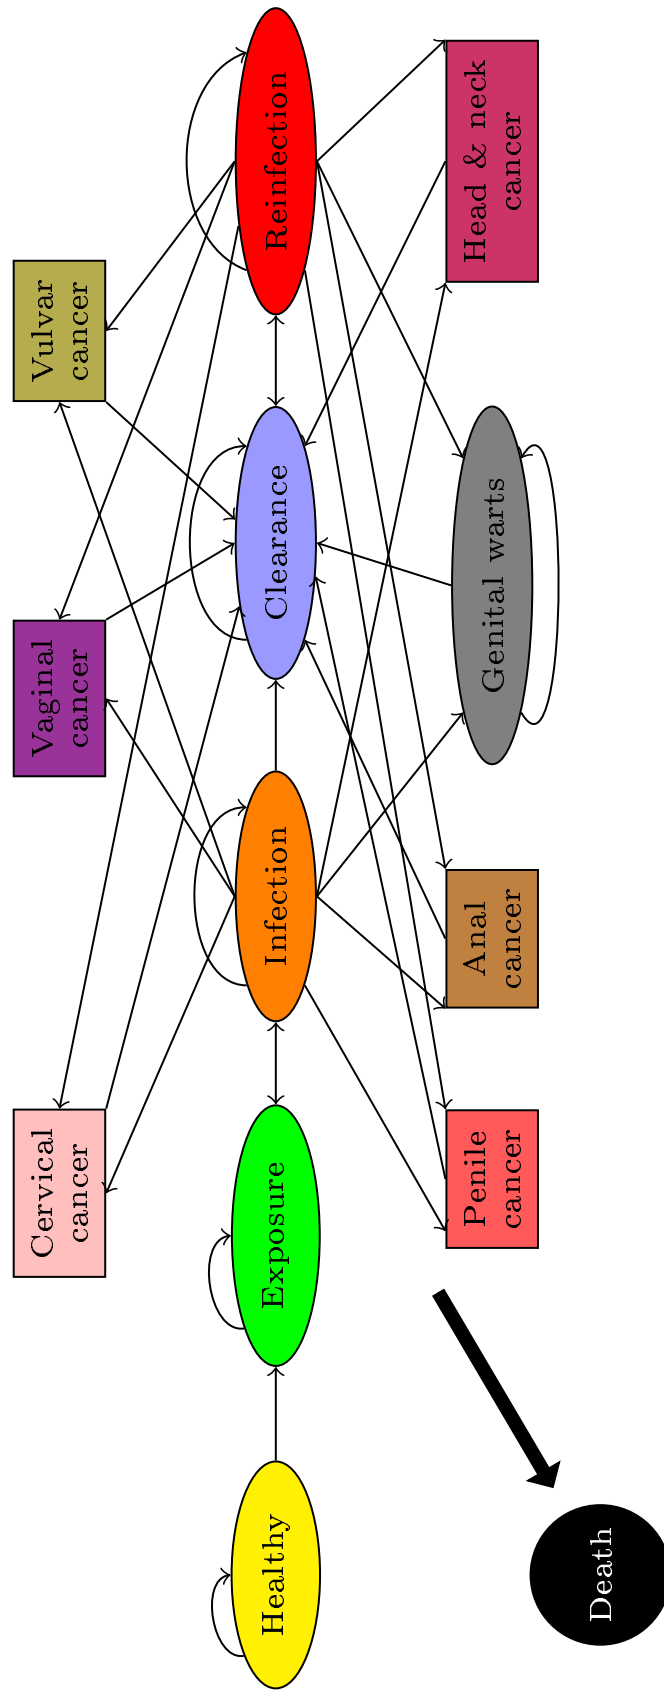 Cervical
cancer
Vaginal
cancer
Vulvar
cancer
Healthy
Exposure
Infection
Clearance
Reinfection
Penile
cancer
Anal
cancer
Genital warts
Head & neck
cancer
Death